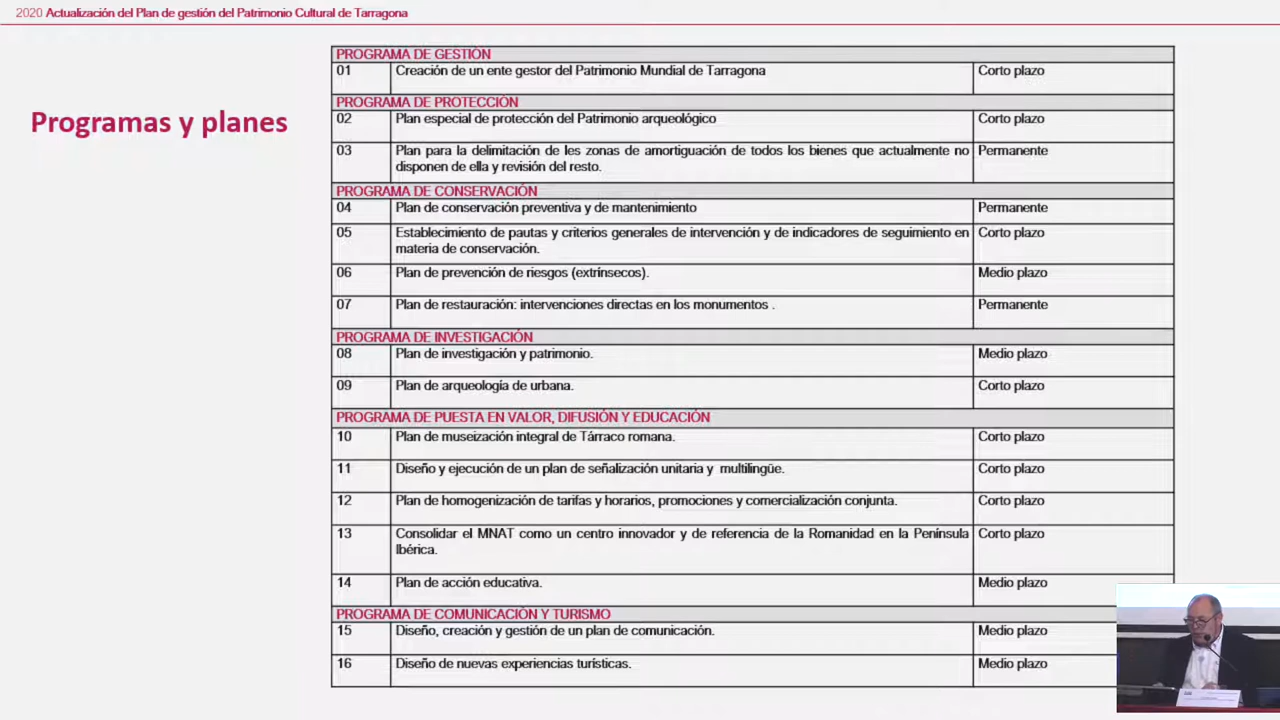 2020 Actualización del Plan de gestión del Patrimonio Cultural de Tarragona
Programas y planes
PROGRAMA DE GESTIÓN
01 Creación de un ente gestor del Patrimonio Mundial de Tarragona Corto plazo
PROGRAMA DE PROTECCIÓN
02 Plan especial de protección del Patrimonio arqueológico Corto plazo
03 Plan para la delimitación de les zonas de amortiguación de todos los bienes que actualmente no Permanente
disponen de ella y revisión del resto.
PROGRAMA DE CONSERVACIÓN
04 Plan de conservación preventiva y de mantenimiento Permanente
05 Establecimiento de pautas y criterios generales de intervención y de indicadores de seguimiento en Corto plazo
materia de conservación.
06 Plan de prevención de riesgos (extrínsecos). Medio plazo
07 Plan de restauración: intervenciones directas en los monumentos . Permanente
PROGRAMA DE INVESTIGACIÓN
08 Plan de investigación y patrimonio. Medio plazo
09 Plan de arqueología de urbana. Corto plazo
PROGRAMA DE PUESTA EN VALOR, DIFUSIÓN Y EDUCACIÓN
10 Plan de museización integral de Tárraco romana. Corto plazo
11 Diseño y ejecución de un plan de señalización unitaria y multilingüe. Corto plazo
12 Plan de homogenización de tarifas y horarios, promociones y comercialización conjunta. Corto plazo
13 Consolidar el MNAT como un centro innovador y de referencia de la Romanidad en la Península Corto plazo
Ibérica.
14 Plan de acción educativa. Medio plazo
PROGRAMA DE COMUNICACIÓN Y TURISMO
15 Diseño, creación y gestión de un plan de comunicación. Medio plazo
16 Diseño de nuevas experiencias turísticas. Medio plazo